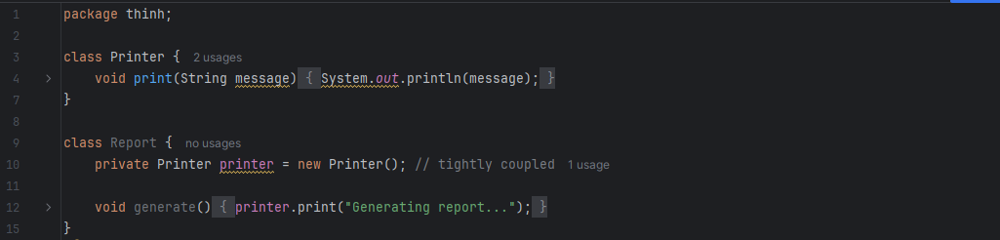 1 package thinh;
2
3 class Printer { 2 usages
4 void print(String message) { System.out.println(message); }
7 }
8
9 class Report { no usages
10 private Printer printer = new Printer(); // tightly coupled 1 usage
11
12 void generate() { printer.print("Generating report..."); }
15 }